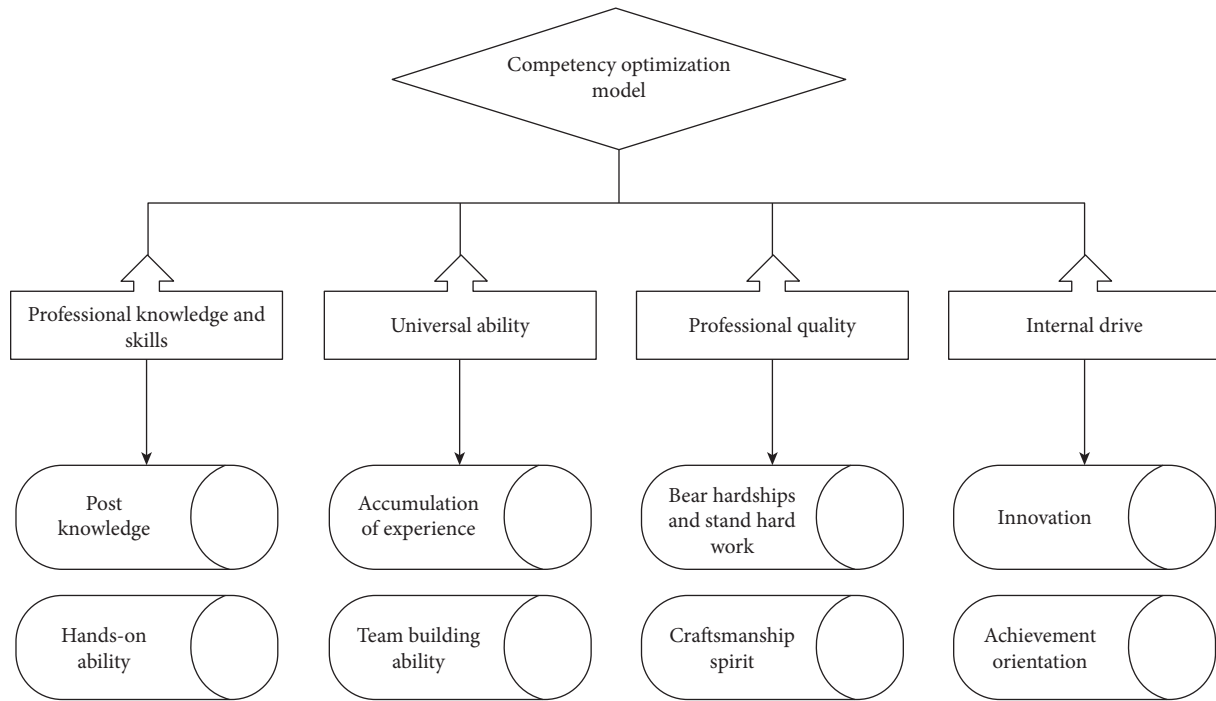 Competency optimization
model
Professional knowledge and
skills
Universal ability
Professional quality
Internal drive
Post
knowledge
Accumulation
of experience
Bear hardships
and stand hard
work
Innovation
Hands-on
ability
Team building
ability
Craftsmanship
spirit
Achievement
orientation